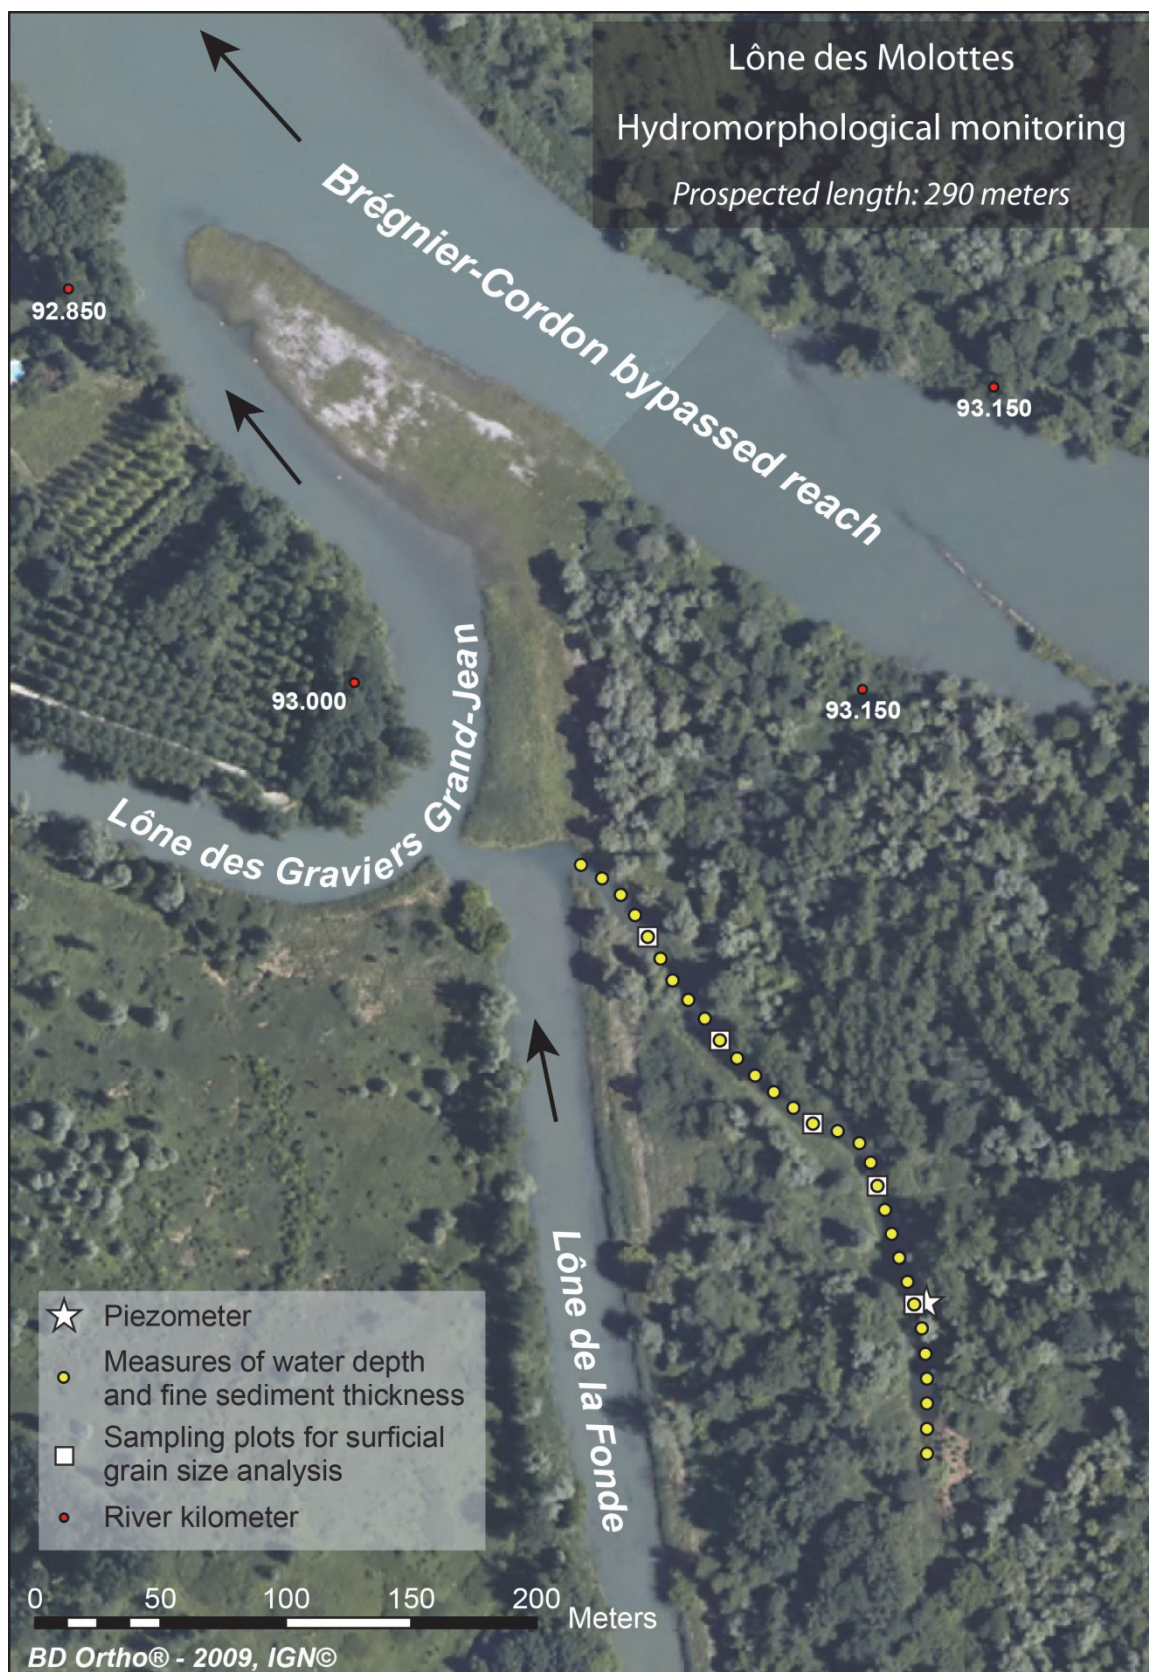 Lône des Molottes
Hydromorphological monitoring
Prospected length: 290 meters
Brégnier-Cordon bypassed reach
92.850
93.150
93.000
93.150
Lône des Graviers Grand-Jean
Lône de la Fonde
Piezometer
Measures of water depth
and fine sediment thickness
Sampling plots for surficial
grain size analysis
River kilometer
0 50 100 150 200 Meters
BD Ortho® - 2009, IGN©